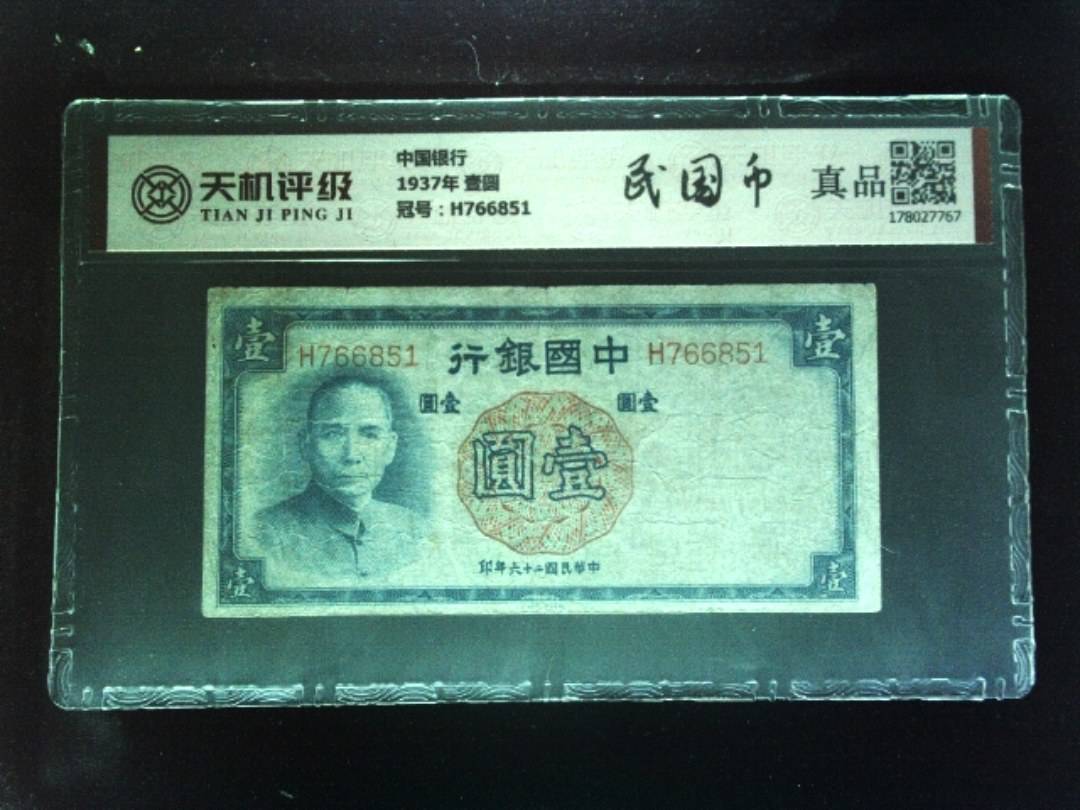 天机评级
TIAN JI PING JI
中国银行
1937年 壹圆
冠号：H766851
民国币
真品
178027767
壹
壹
H766851
行銀國中
H766851
圓壹
圓壹
圓壹
印年六十二國民華中
壹
壹